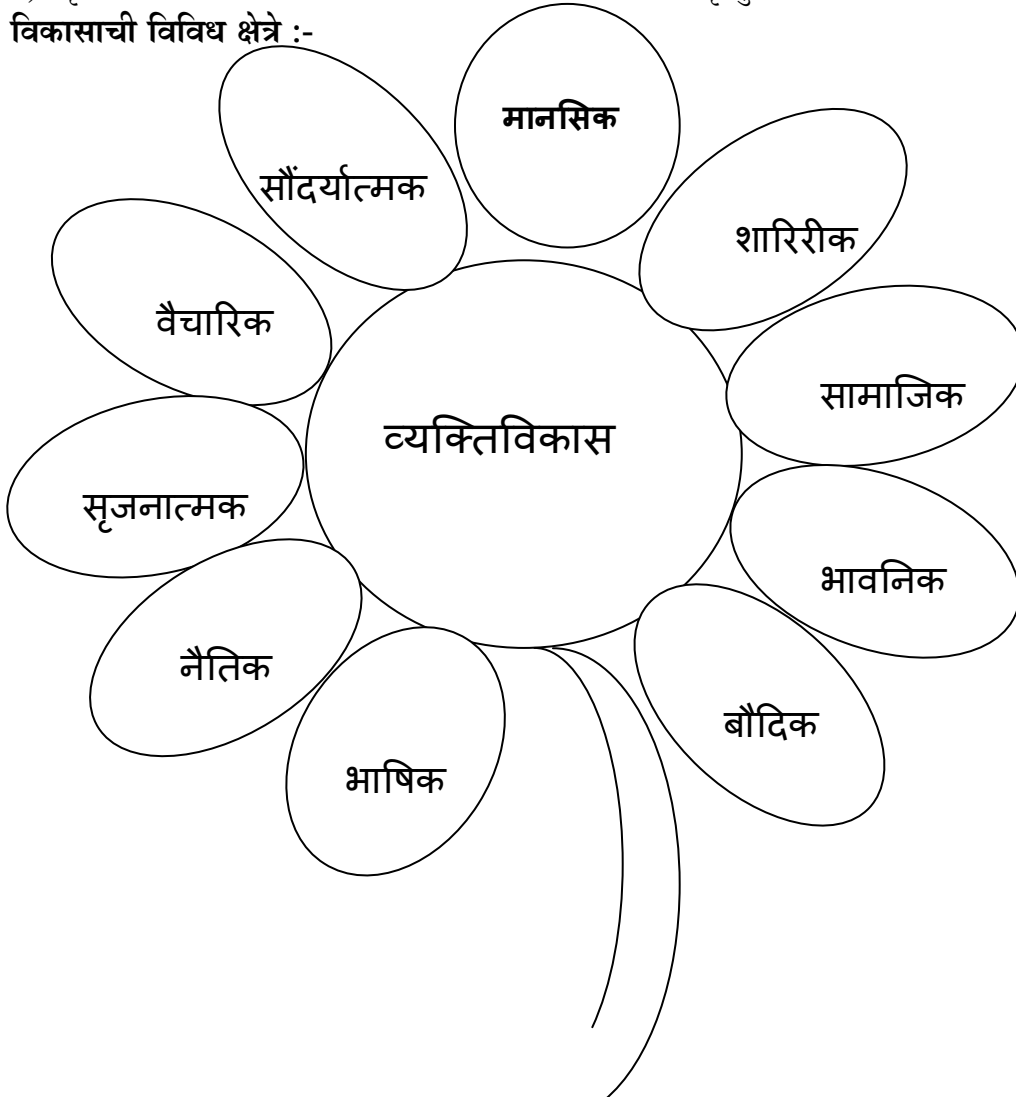 विकासाची विविध क्षेत्रे :-
मानसिक
सौंदर्यात्मक
शारिरीक
वैचारिक
सामाजिक
व्यक्तिविकास
सृजनात्मक
भावनिक
नैतिक
बौदिक
भाषिक